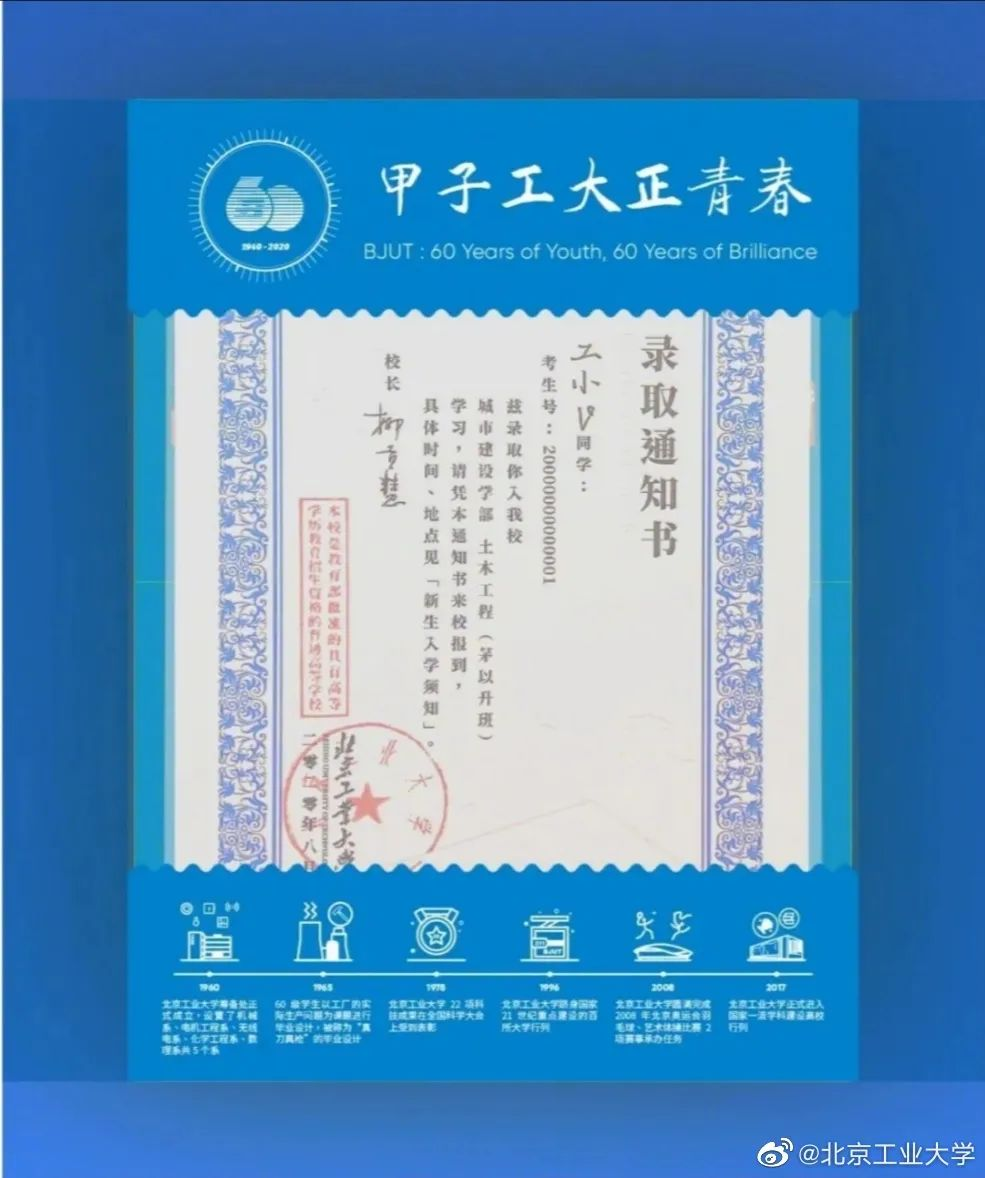 60
1960-2020
甲子工大正青春
BJUT : 60 Years of Youth, 60 Years of Brilliance
录取通知书
工小
同学：
考生号：20000000000001
兹录取你入我校
城市建设学部 土木工程（茅以升班）
学习，请凭本通知书来校报到，
具体时间、地点见「新生入学须知」。
校长 柳贡慧
本校是教育部批准的具有高等
学历教育招生资格的普通高等学校
北京工业大学
二零二零年八月
1960
北京工业大学筹备处正
式成立，设置了机械
系、电机工程系、无线
电系、化学工程系、数
理系共 5 个系
1965
60 级学生以工厂的实
际生产问题为课题进行
毕业设计，被称为“真
刀真枪”的毕业设计
1978
北京工业大学 22 项科
技成果在全国科学大会
上受到表彰
211
BJUT
1996
北京工业大学跻身国家
21 世纪重点建设的百
所大学行列
2008
北京工业大学圆满完成
2008 年北京奥运会羽
毛球、艺术体操比赛 2
项赛事承办任务
2017
北京工业大学正式进入
国家一流学科建设高校
行列
@北京工业大学